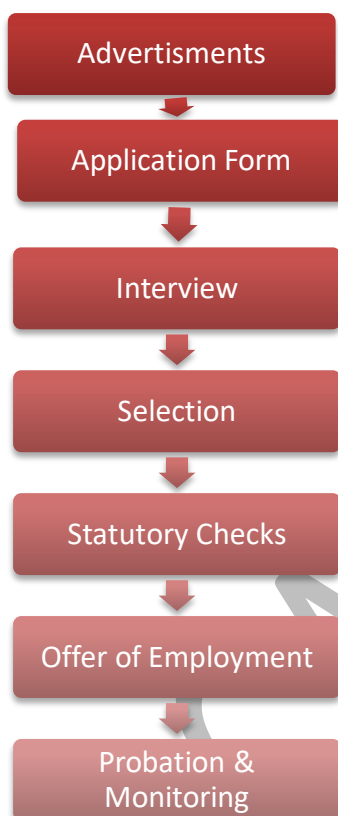 Advertisments
Application Form
Interview
Selection
Statutory Checks
Offer of Employment
Probation &
Monitoring